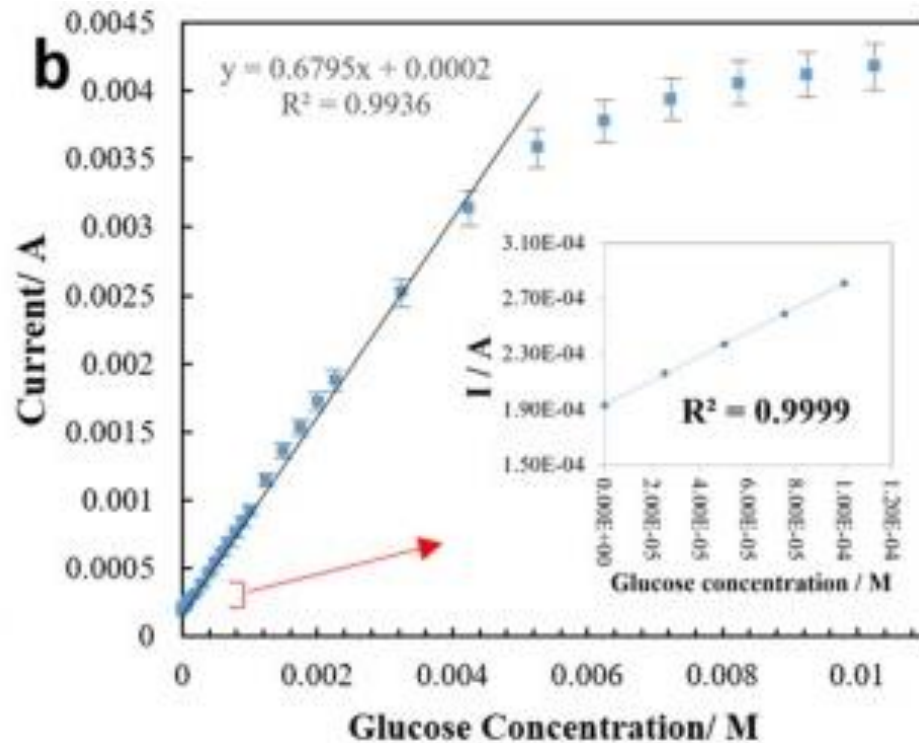 b
y = 0.6795x + 0.0002
R² = 0.9936
0.0045
0.004
0.0035
0.003
0.0025
0.002
0.0015
0.001
0.0005
0
Current/ A
0
0.002
0.004
0.006
0.008
0.01
Glucose Concentration/ M
3.10E-04
2.70E-04
2.30E-04
1.90E-04
1.50E-04
I / A
R² = 0.9999
0.00E+00
2.00E-05
4.00E-05
6.00E-05
8.00E-05
1.00E-04
1.20E-04
Glucose concentration / M